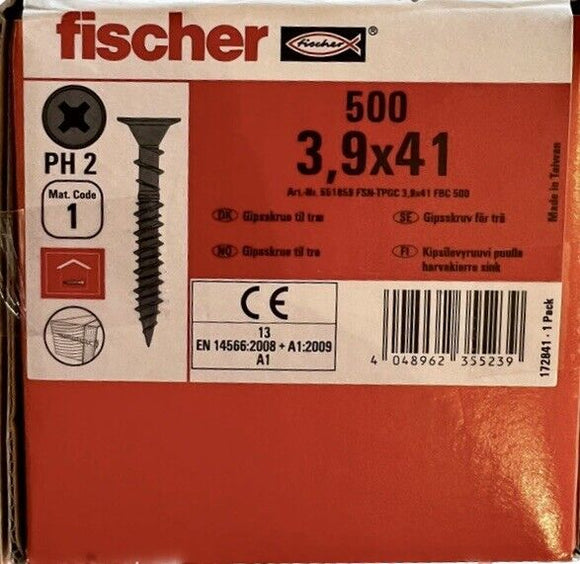 fischer
fischer®
500
3,9x41
PH 2
Art.-Nr. 551859 FSN-TPGC 3,9x41 FBC 500
Mat. Code
1
DK Gipsskrue til træ
SE Gipsskruv för trä
NO Gipsskrue til tre
FI Kipsilevyruuvi puulle
harvakierre sink
Made in Taiwan
CE
13
EN 14566:2008 + A1:2009
A1
4 048962 355239
172841 - 1 Pack